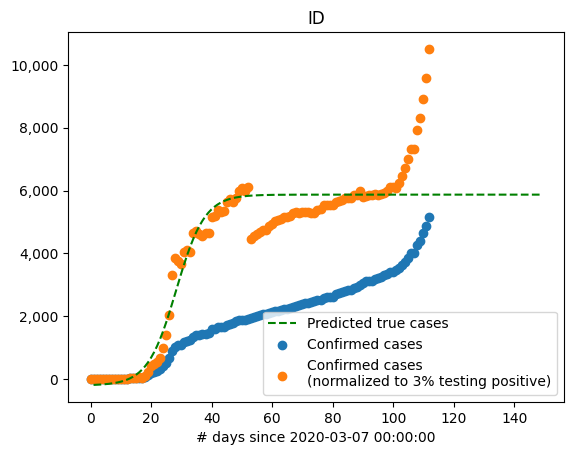 ID
10,000
8,000
6,000
4,000
2,000
0
Predicted true cases
Confirmed cases
Confirmed cases
(normalized to 3% testing positive)
0 20 40 60 80 100 120 140
# days since 2020-03-07 00:00:00